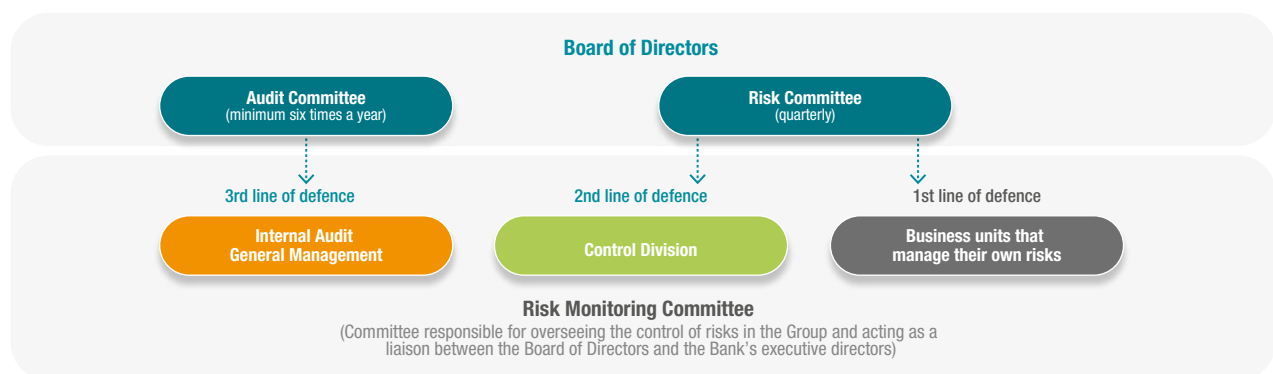 Board of Directors
Audit Committee
(minimum six times a year)
Risk Committee
(quarterly)
3rd line of defence
2nd line of defence
1st line of defence
Internal Audit
General Management
Control Division
Business units that
manage their own risks
Risk Monitoring Committee
(Committee responsible for overseeing the control of risks in the Group and acting as a
liaison between the Board of Directors and the Bank’s executive directors)